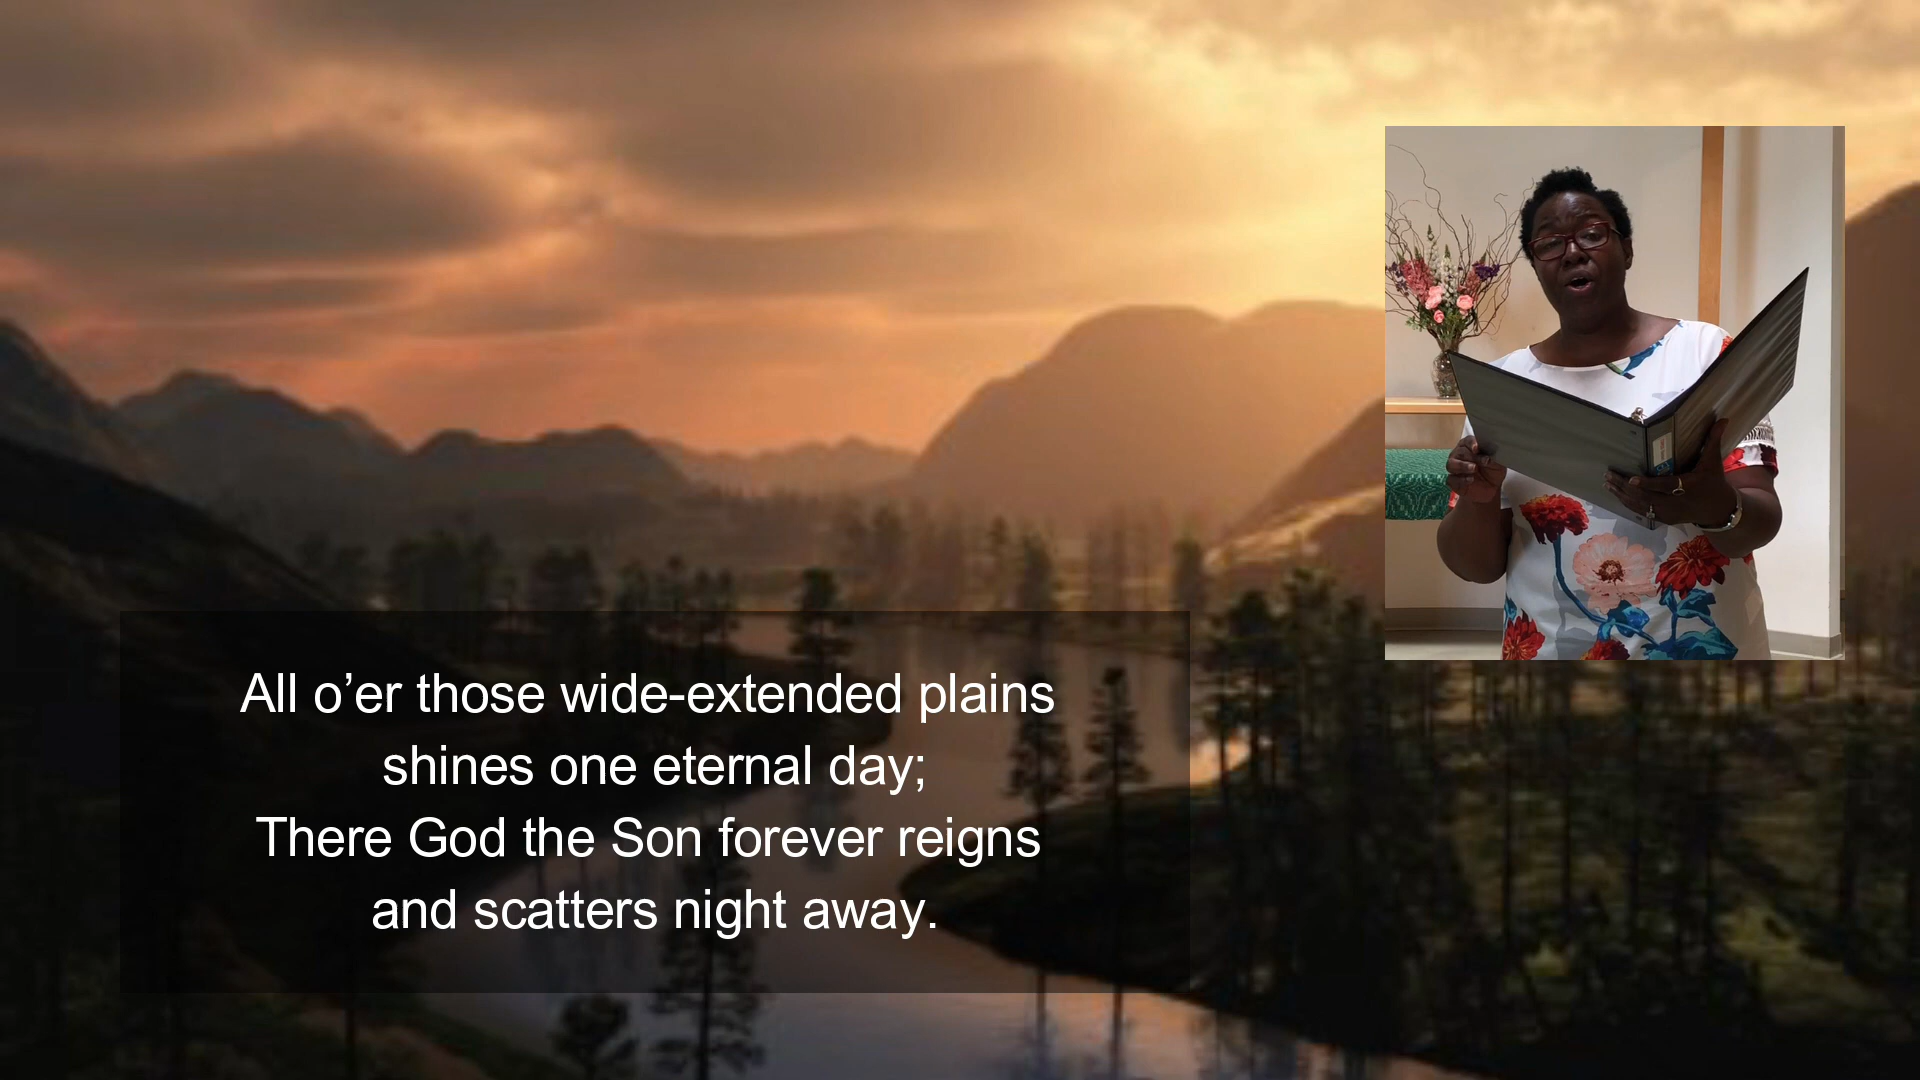 All o’er those wide-extended plains
shines one eternal day;
There God the Son forever reigns
and scatters night away.